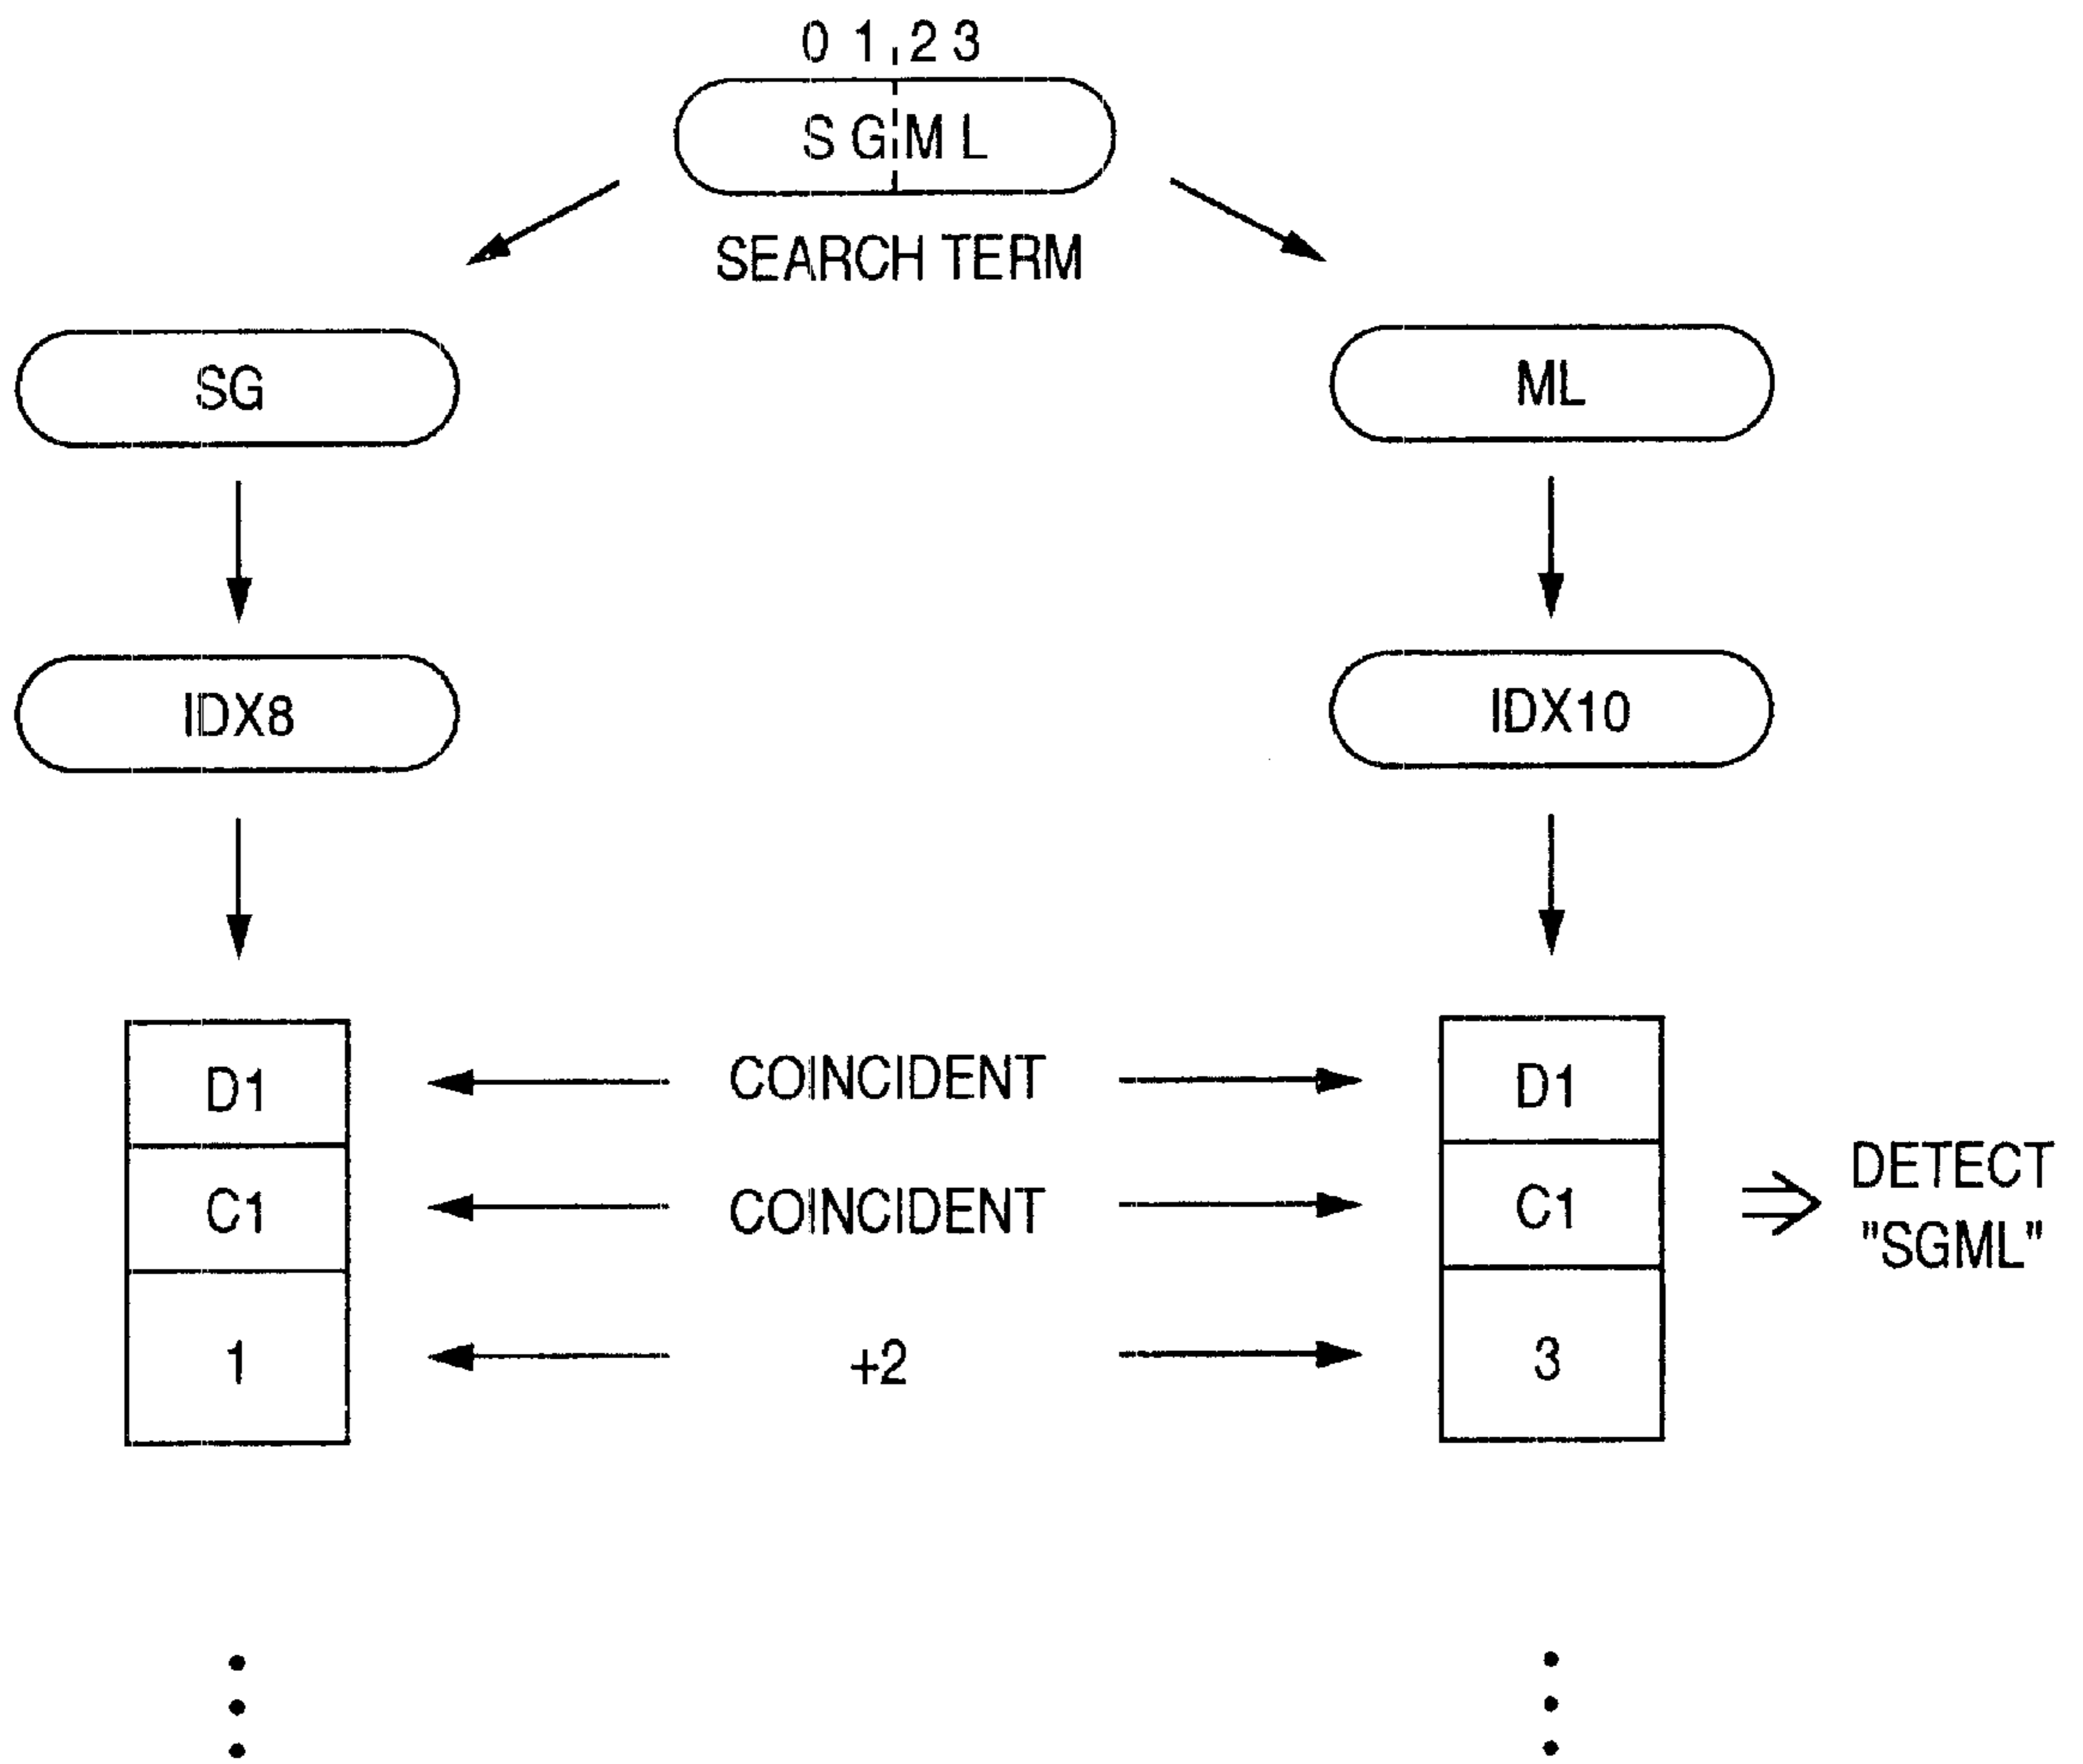 0 1 2 3
S G M L
SEARCH TERM
SG
ML
IDX8
IDX10
D1
COINCIDENT
D1
C1
COINCIDENT
C1
DETECT
"SGML"
1
+2
3